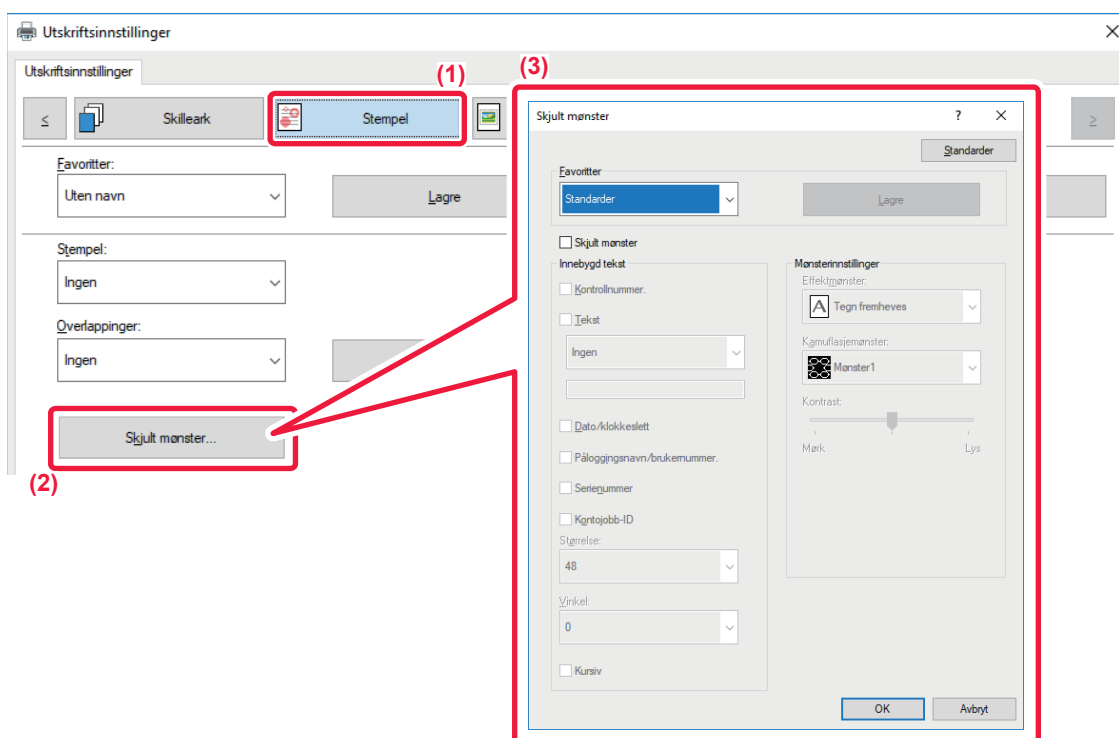 Utskriftsinnstillinger
Utskriftsinnstillinger
(1)
(3)
<
Skilleark
Stempel
>
Favoritter:
Uten navn
Lagre
Stempel:
Ingen
Overlappinger:
Ingen
Skjult mønster...
(2)
Skjult mønster
?
Standarder
Favoritter
Standarder
Lagre
Skjult mønster
Innebygd tekst
Kontrollnummer.
Tekst
Ingen
Dato/klokkeslett
Påloggingsnavn/brukernummer.
Serienummer
Kontojobb-ID
Størrelse:
48
Vinkel:
0
Kursiv
Mønsterinnstillinger
Effektmønster:
A Tegn fremheves
Kamuflasjemønster:
Mønster1
Kontrast:
Mørk Lys
OK Avbryt